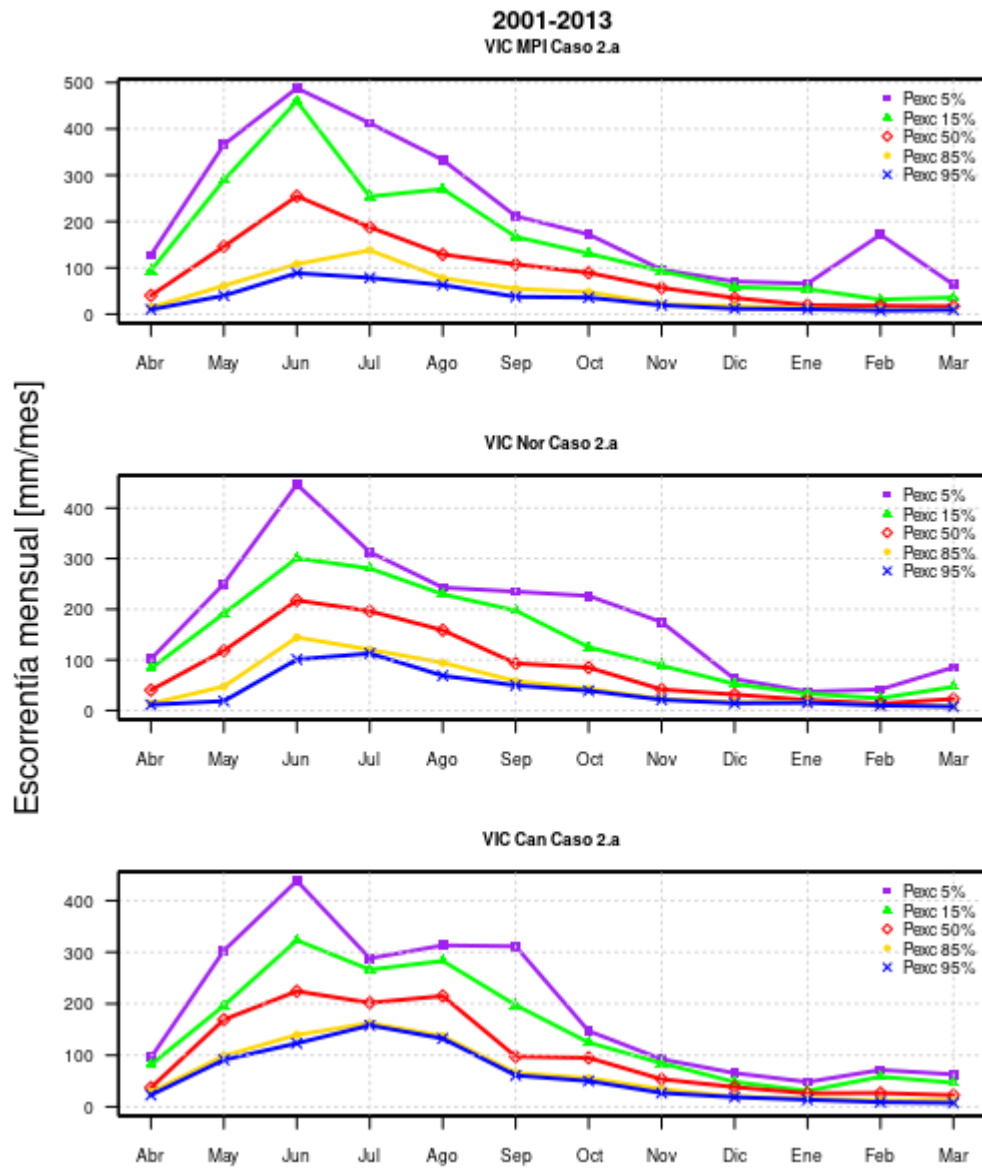 2001-2013
VIC MPI Caso 2.a
Escorrentía mensual [mm/mes]
500
400
300
200
100
0
Pexc 5%
Pexc 15%
Pexc 50%
Pexc 85%
Pexc 95%
Abr May Jun Jul Ago Sep Oct Nov Dic Ene Feb Mar
VIC Nor Caso 2.a
400
300
200
100
0
Pexc 5%
Pexc 15%
Pexc 50%
Pexc 85%
Pexc 95%
Abr May Jun Jul Ago Sep Oct Nov Dic Ene Feb Mar
VIC Can Caso 2.a
400
300
200
100
0
Pexc 5%
Pexc 15%
Pexc 50%
Pexc 85%
Pexc 95%
Abr May Jun Jul Ago Sep Oct Nov Dic Ene Feb Mar